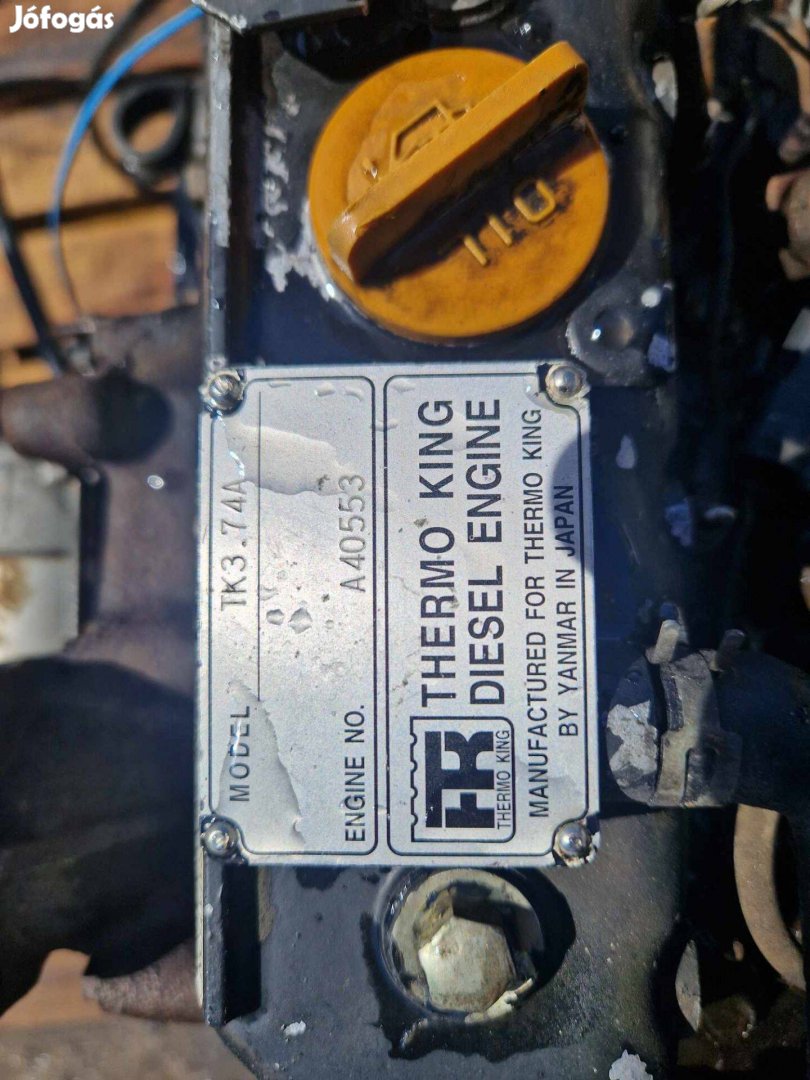 Jófogás
OIL
MODEL TK3.74A
ENGINE NO. A40553
TK
THERMO KING
THERMO KING
DIESEL ENGINE
MANUFACTURED FOR THERMO KING
BY YANMAR IN JAPAN